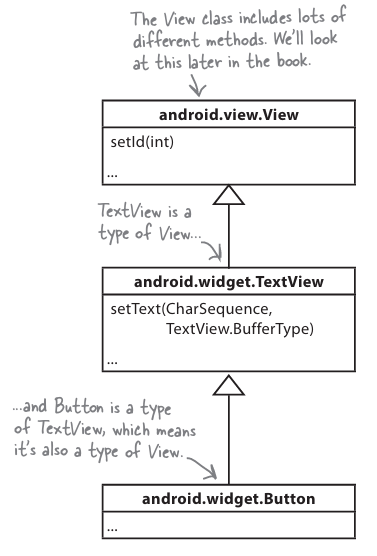 The View class includes lots of
different methods. We'll look
at this later in the book.
android.view.View
setId(int)
...
TextView is a
type of View...
android.widget.TextView
setText(CharSequence,
TextView.BufferType)
...
...and Button is a type
of TextView, which means
it's also a type of View.
android.widget.Button
...